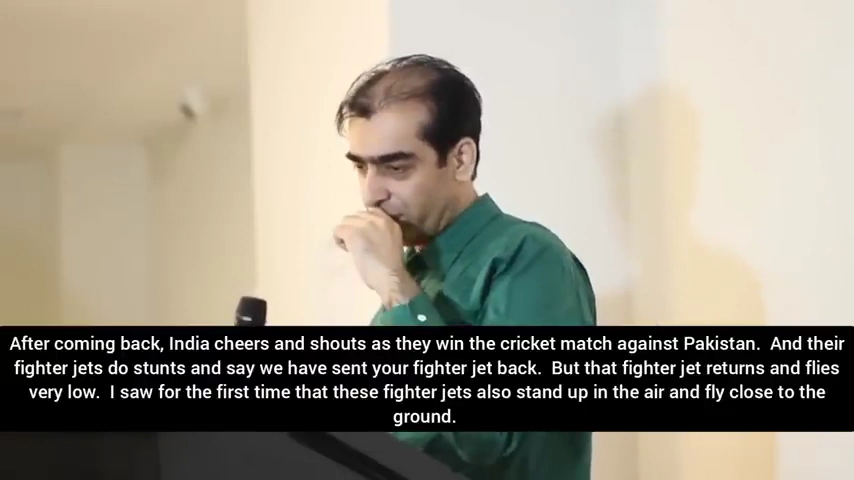 After coming back, India cheers and shouts as they win the cricket match against Pakistan.  And their
fighter jets do stunts and say we have sent your fighter jet back.  But that fighter jet returns and flies
very low.  I saw for the first time that these fighter jets also stand up in the air and fly close to the
ground.